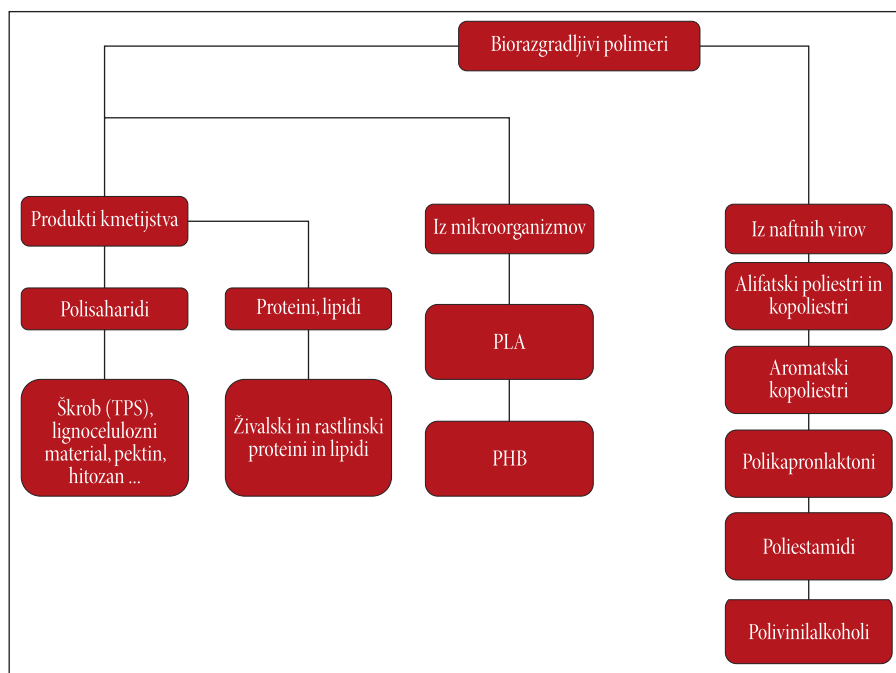 Biorazgradljivi polimeri
Produkti kmetijstva
Iz mikroorganizmov
Iz naftnih virov
Polisaharidi
Proteini, lipidi
Škrob (TPS),
lignocelulozni
material, pektin,
hitozan ...
Živalski in rastlinski
proteini in lipidi
PLA
PHB
Alifatski poliestri in
kopoliestri
Aromatski
kopoliestri
Polikapronlaktoni
Poliestamidi
Polivinilalkoholi